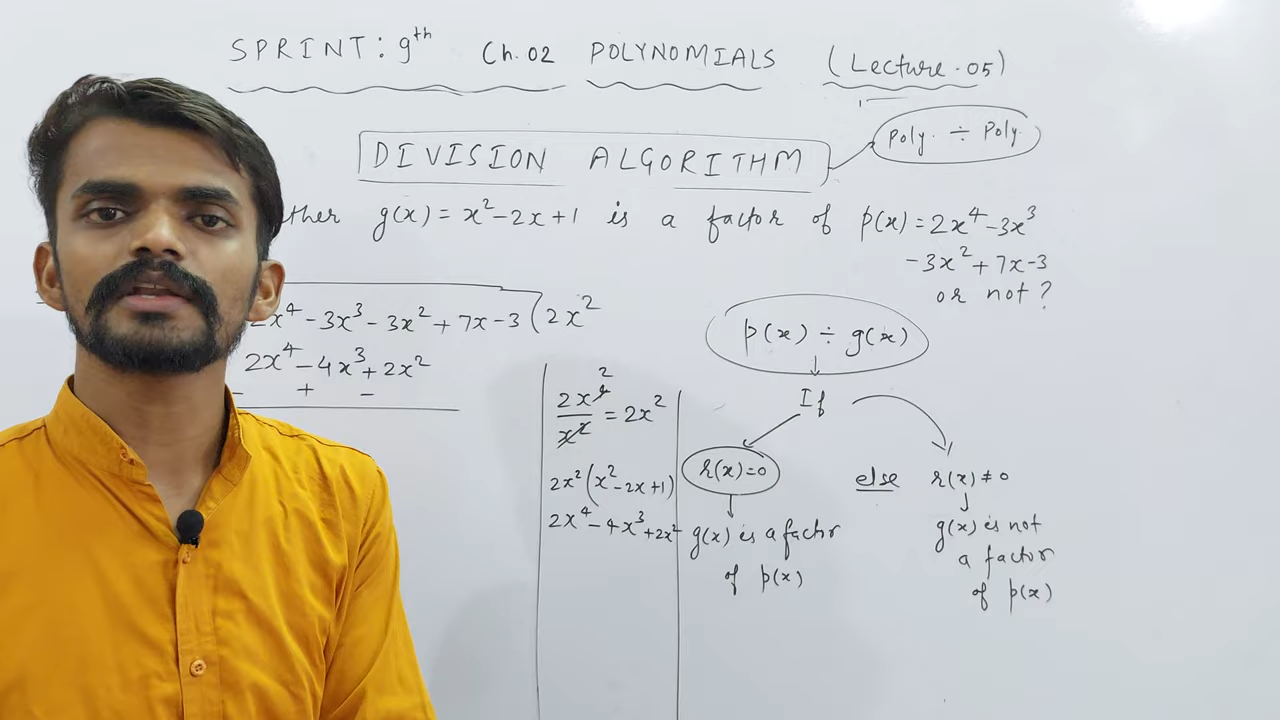 SPRINT: 9th Ch. 02 POLYNOMIALS (Lecture. 05)
DIVISION ALGORITHM
Poly. ÷ Poly.
ther g(x) = x² - 2x + 1 is a factor of p(x) = 2x⁴ - 3x³
- 3x² + 7x - 3
or not ?
2x⁴ - 3x³ - 3x² + 7x - 3 ( 2x²
2x⁴ - 4x³ + 2x²
- + -
2
2x⁴/x² = 2x²
2x² (x² - 2x + 1)
2x⁴ - 4x³ + 2x²
p(x) ÷ g(x)
If
r(x) = 0
g(x) is a factor
of p(x)
else r(x) ≠ 0
g(x) is not
a factor
of p(x)